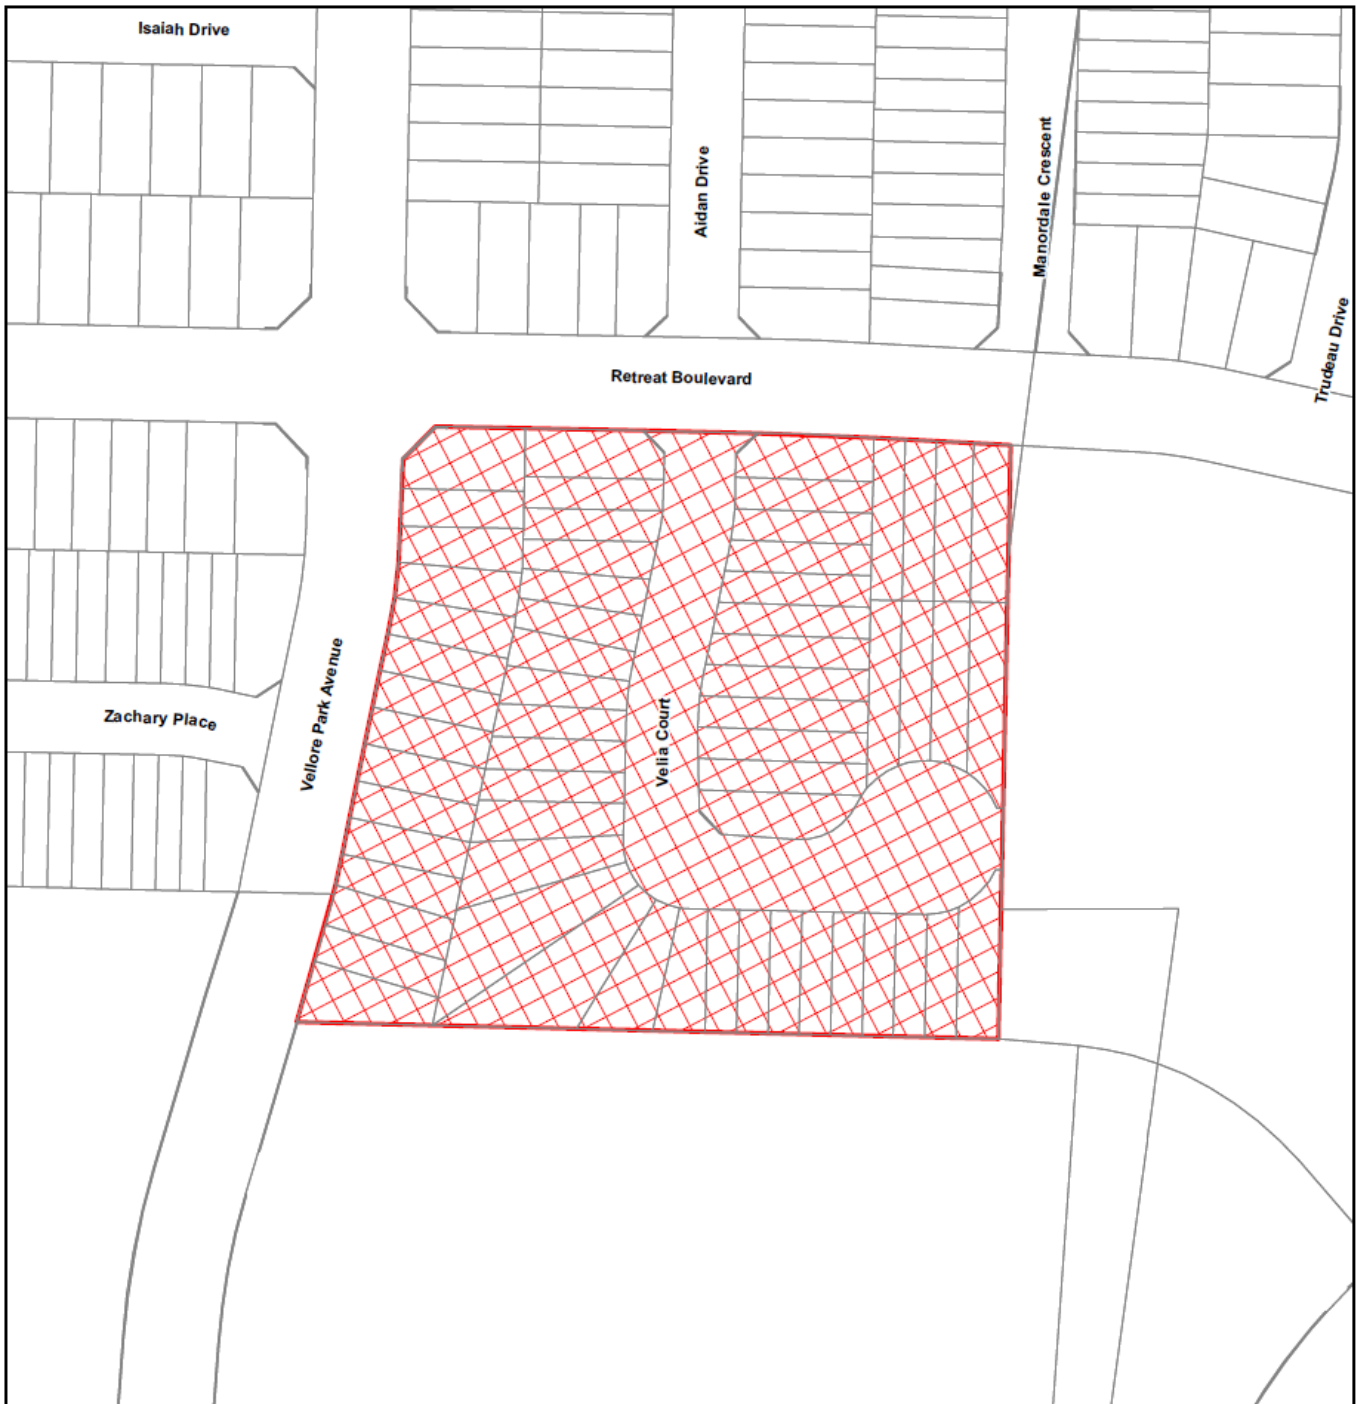 Isaiah Drive
Aidan Drive
Manordale Crescent
Trudeau Drive
Retreat Boulevard
Vellore Park Avenue
Zachary Place
Velia Court